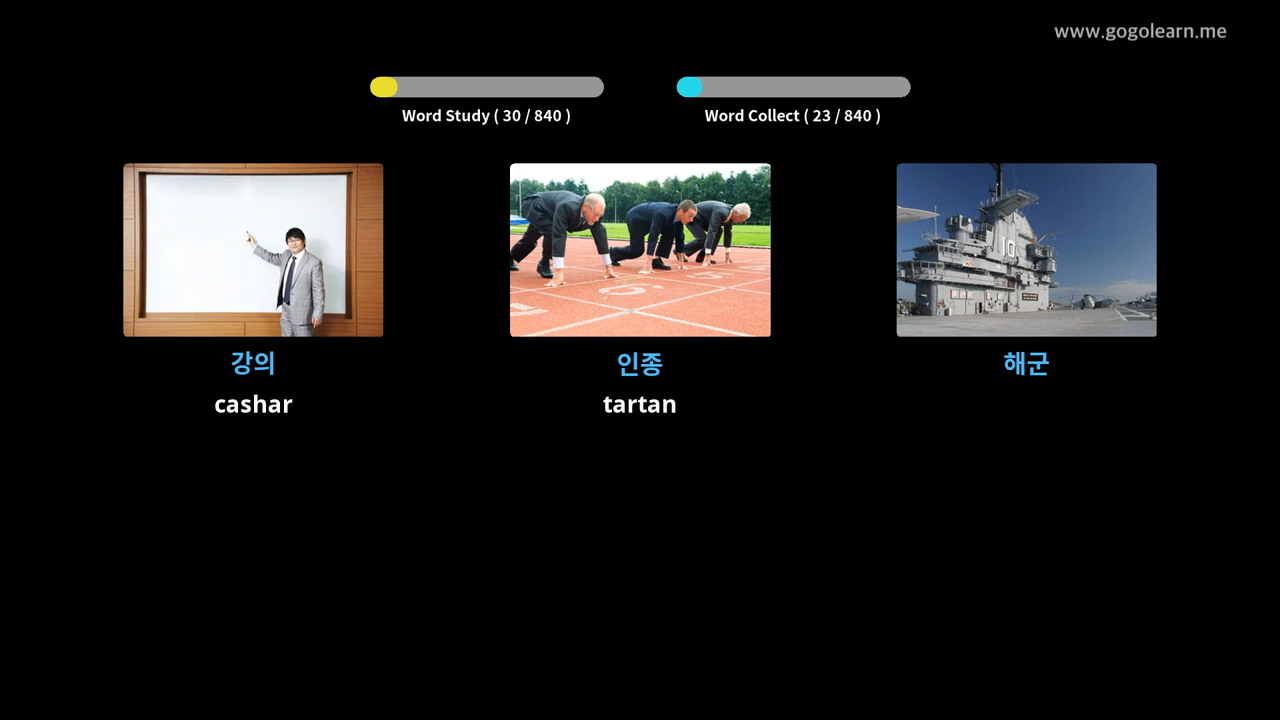 www.gogolearn.me
Word Study ( 30 / 840 )
Word Collect ( 23 / 840 )
강의
인종
해군
cashar
tartan
10